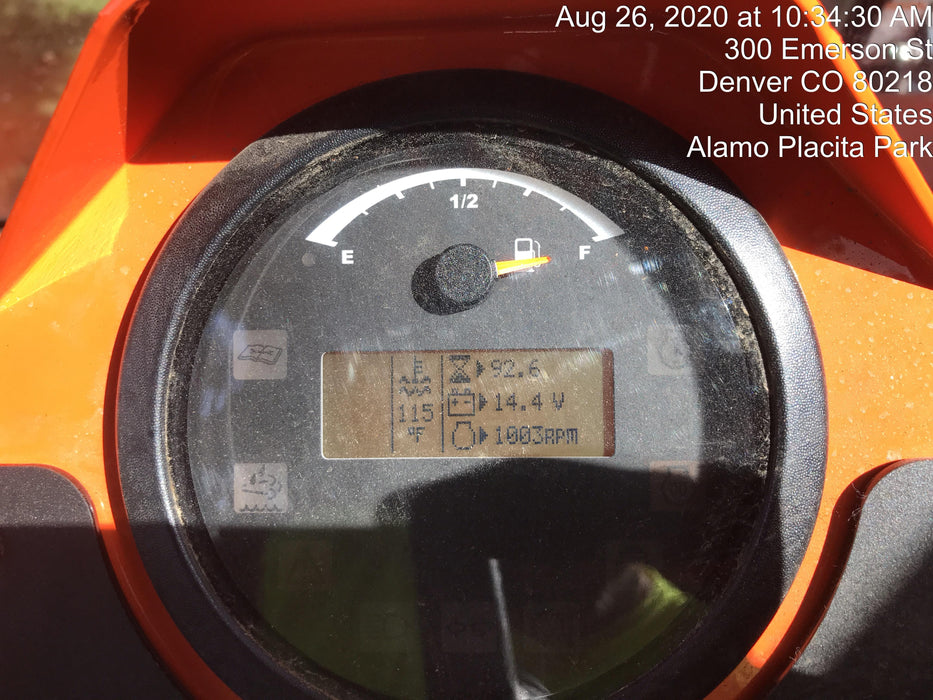 Aug 26, 2020 at 10:34:30 AM
300 Emerson St
Denver CO 80218
United States
Alamo Placita Park
1/2
E
F
92.6
115
14.4 V
°F
1003RPM